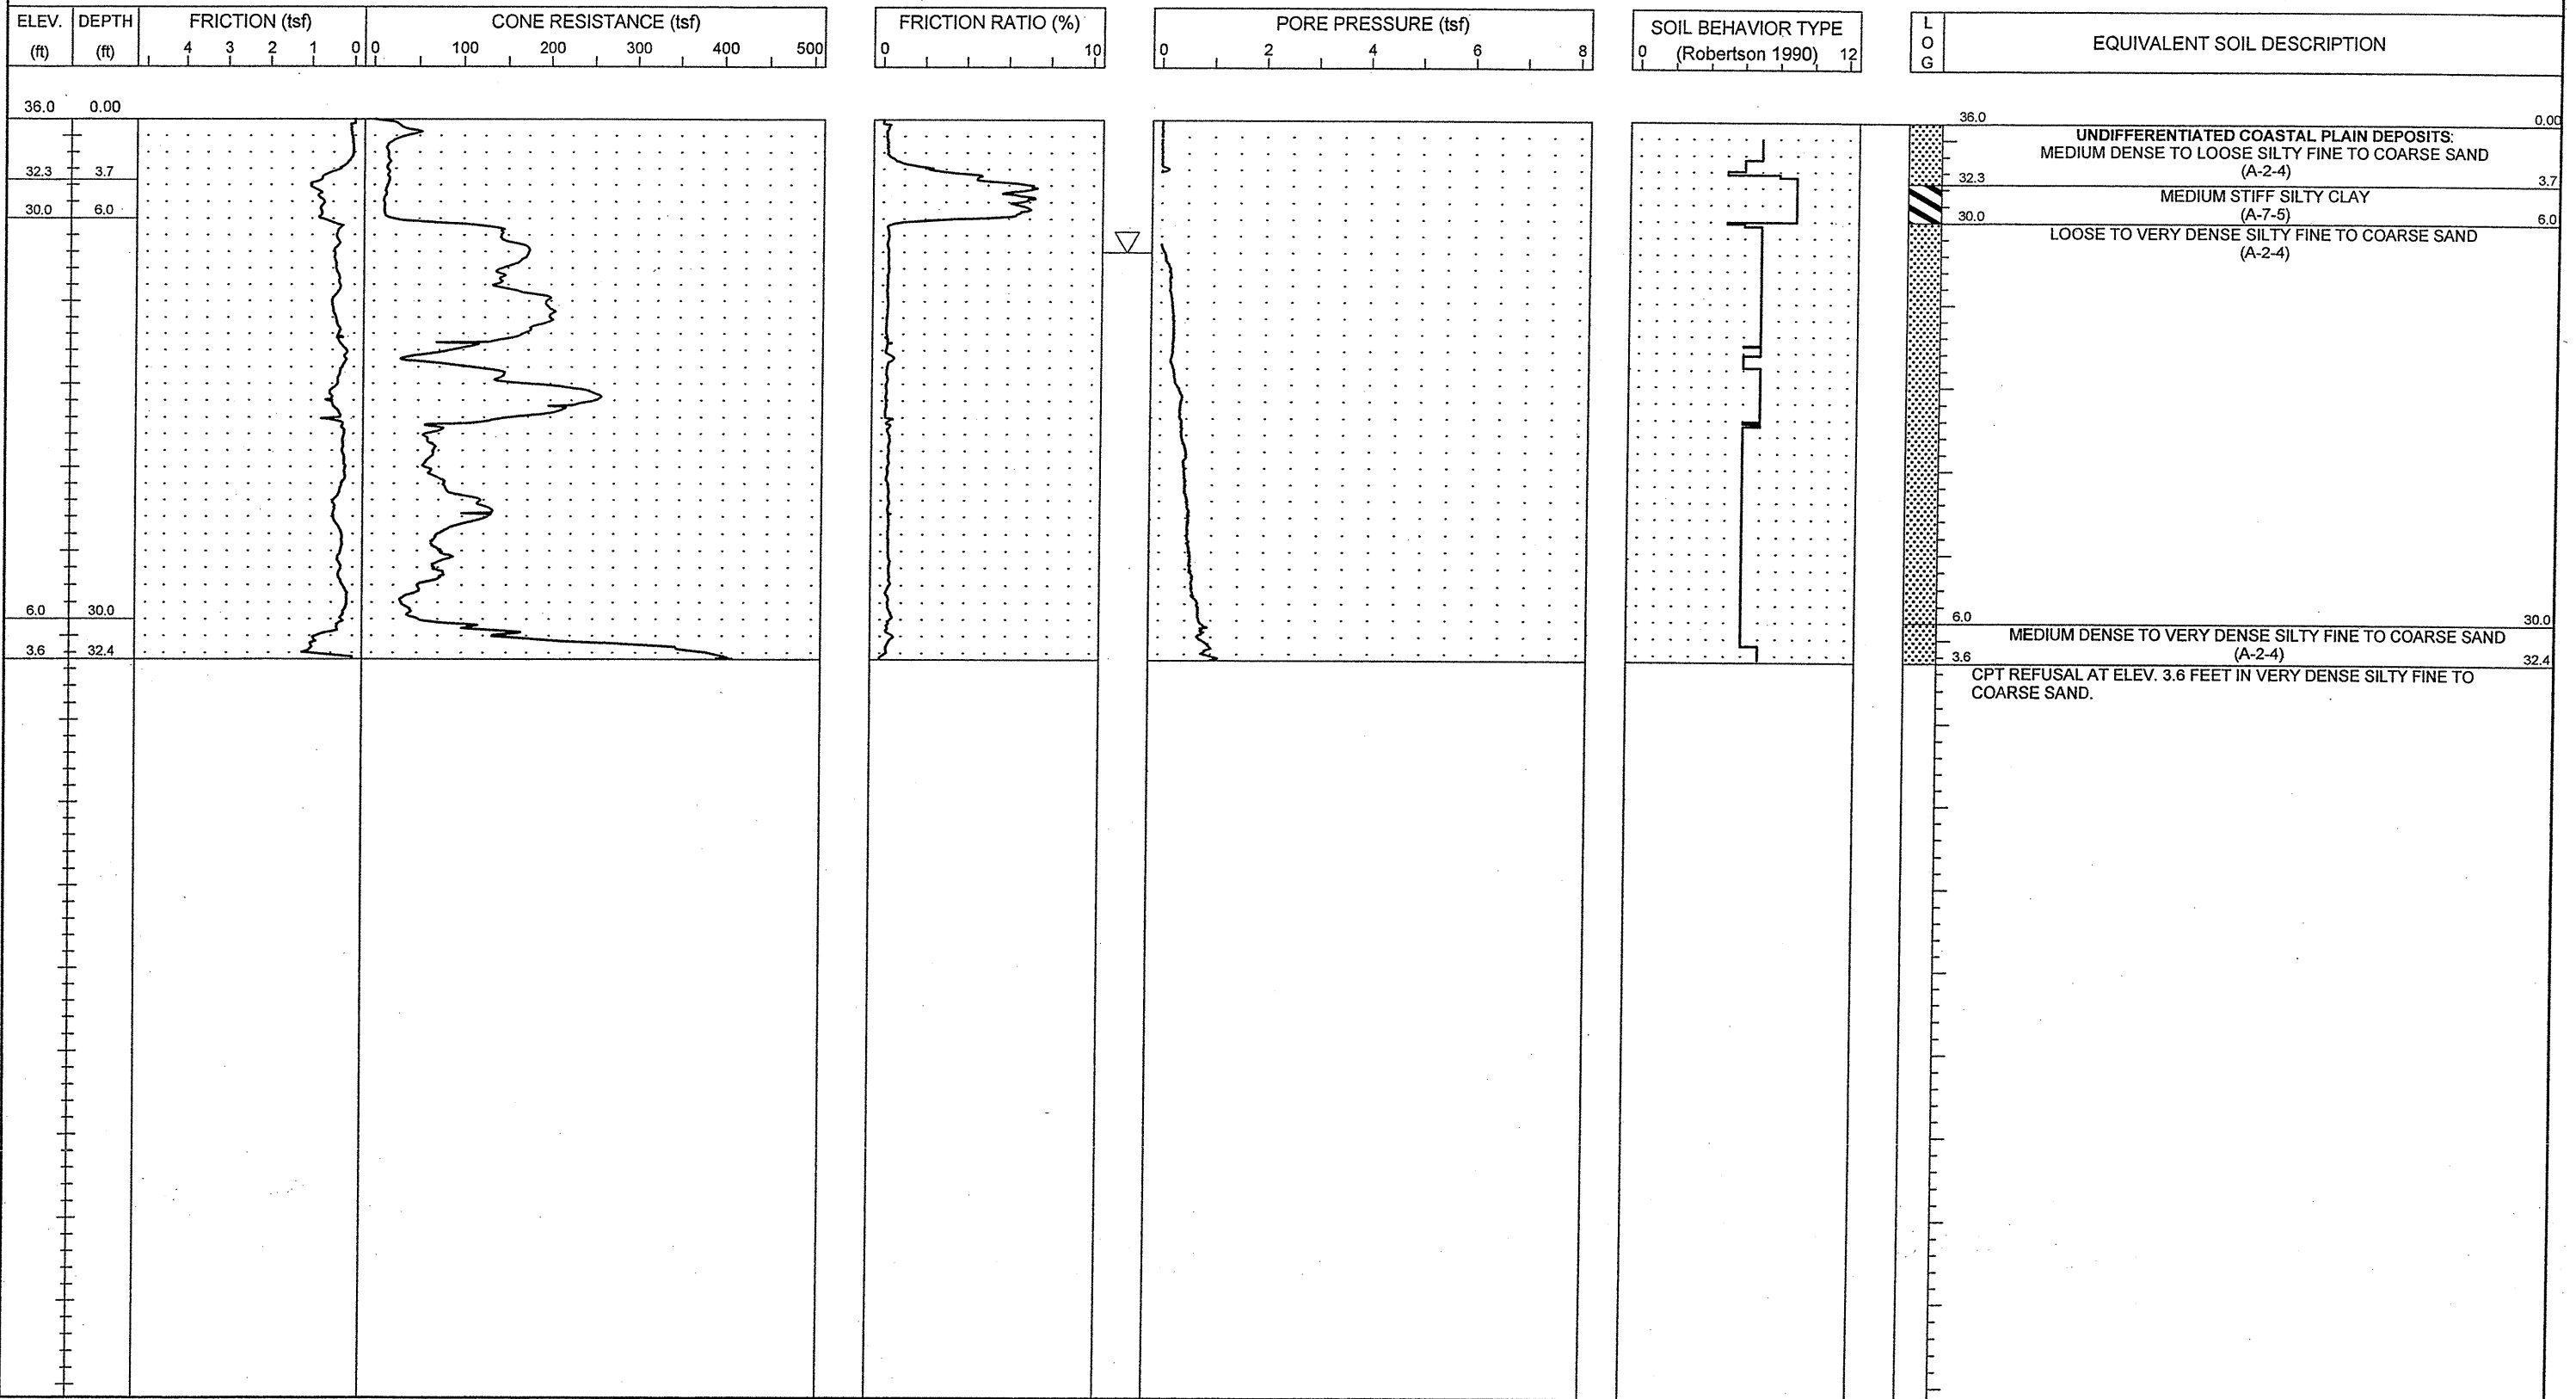 ELEV. DEPTH FRICTION (tsf) CONE RESISTANCE (tsf) FRICTION RATIO (%) PORE PRESSURE (tsf) SOIL BEHAVIOR TYPE
(ft) (ft) 4 3 2 1 0 0 100 200 300 400 500 0 10 0 2 4 6 8 0 (Robertson 1990) 12
L
O
G
EQUIVALENT SOIL DESCRIPTION
36.0 0.00
32.3 3.7
30.0 6.0
6.0 30.0
3.6 32.4
36.0 0.00
UNDIFFERENTIATED COASTAL PLAIN DEPOSITS:
MEDIUM DENSE TO LOOSE SILTY FINE TO COARSE SAND
(A-2-4)
32.3 3.7
MEDIUM STIFF SILTY CLAY
(A-7-5)
30.0 6.0
LOOSE TO VERY DENSE SILTY FINE TO COARSE SAND
(A-2-4)
6.0 30.0
MEDIUM DENSE TO VERY DENSE SILTY FINE TO COARSE SAND
(A-2-4)
3.6 32.4
CPT REFUSAL AT ELEV. 3.6 FEET IN VERY DENSE SILTY FINE TO
COARSE SAND.